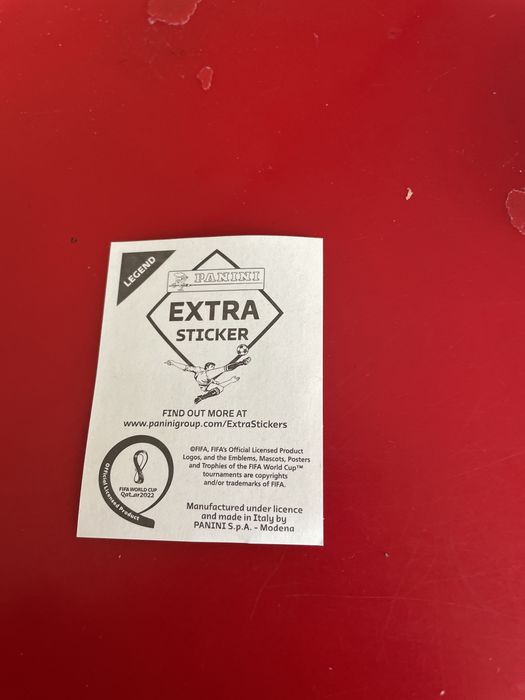 LEGEND
PANINI
EXTRA
STICKER
FIND OUT MORE AT
www.paninigroup.com/ExtraStickers
FIFA WORLD CUP
Qatar2022
Official Licensed Product
©FIFA, FIFA's Official Licensed Product
Logos, and the Emblems, Mascots, Posters
and Trophies of the FIFA World Cup™
tournaments are copyrights
and/or trademarks of FIFA.
Manufactured under licence
and made in Italy by
PANINI S.p.A. - Modena